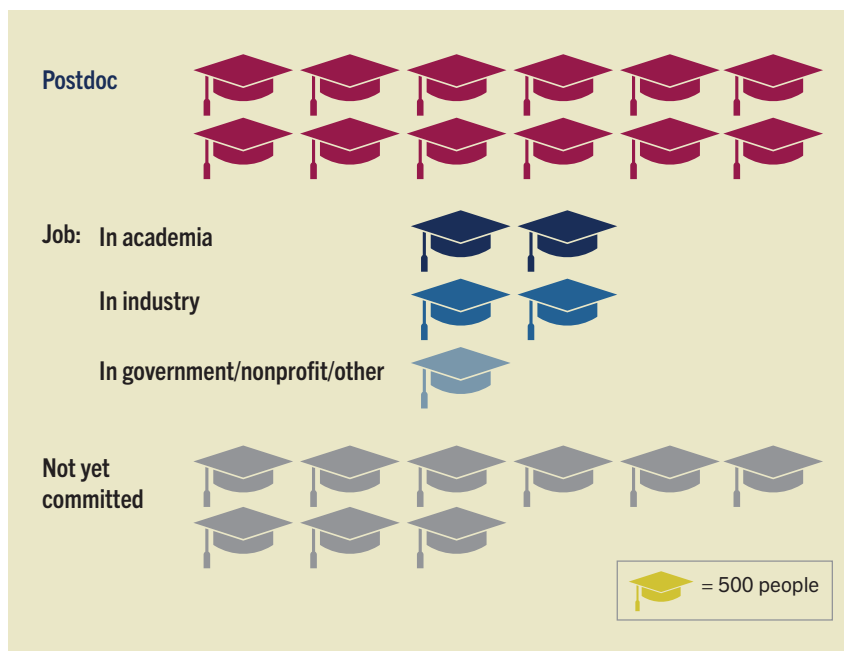 Postdoc
Job: In academia
In industry
In government/nonprofit/other
Not yet
committed
= 500 people